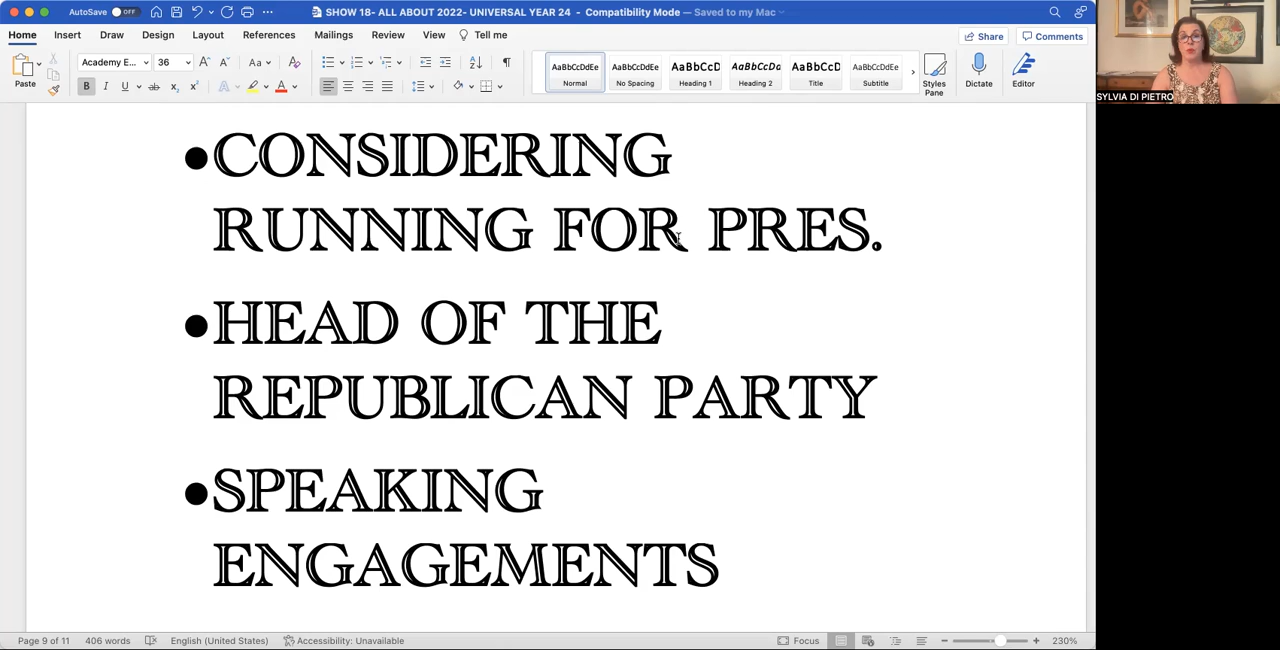 AutoSave OFF
SHOW 18- ALL ABOUT 2022- UNIVERSAL YEAR 24 - Compatibility Mode — Saved to my Mac
Home Insert Draw Design Layout References Mailings Review View Tell me
Share Comments
Paste
Academy E... 36
Aa
B I U ab x₂ x² A A
AaBbCcDdEe AaBbCcDdEe AaBbCcD AaBbCcDd AaBbCcD AaBbCcDdEe
Normal No Spacing Heading 1 Heading 2 Title Subtitle
Styles Pane
Dictate
Editor
SYLVIA DI PIETRO
•CONSIDERING
RUNNING FOR PRES.
•HEAD OF THE
REPUBLICAN PARTY
•SPEAKING
ENGAGEMENTS
Page 9 of 11 406 words English (United States) Accessibility: Unavailable Focus 230%